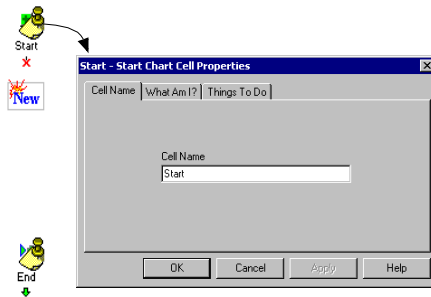 Start
New
Start - Start Chart Cell Properties
Cell Name What Am I? Things To Do
Cell Name
Start
End
OK Cancel Apply Help